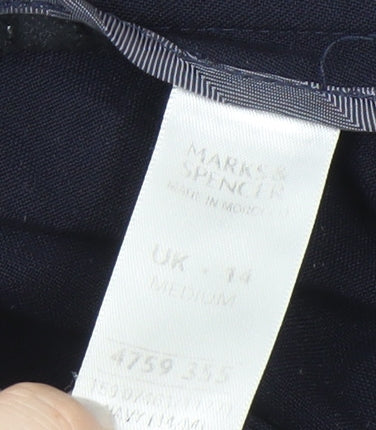 MARKS &
SPENCER
MADE IN MOROCCO
UK · 14
MEDIUM
4759 355